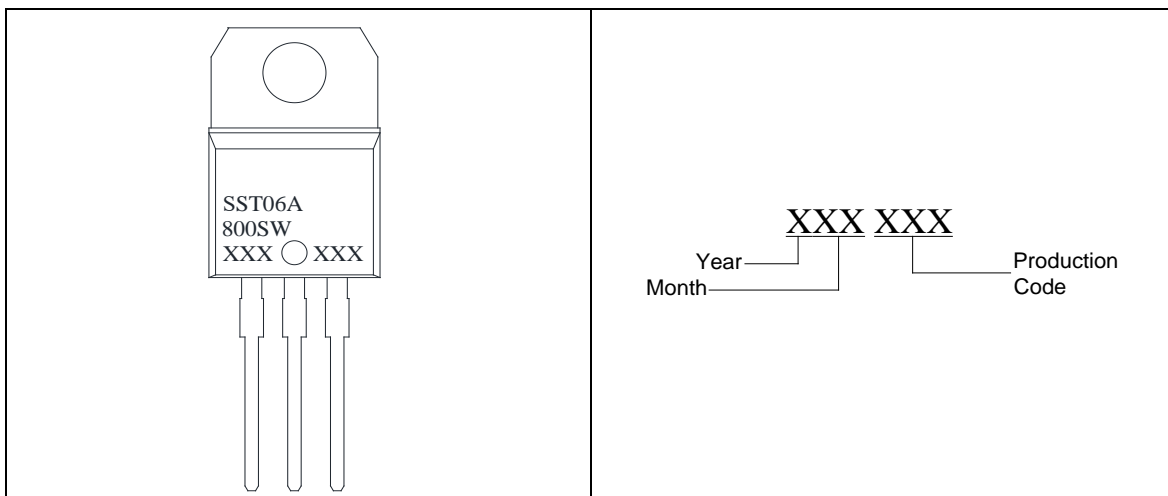 SST06A
800SW
XXX XXX
XXX XXX
Year
Month
Production
Code